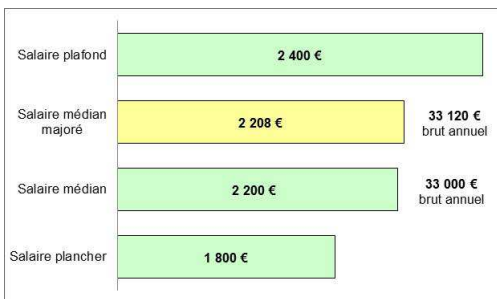 Salaire plafond
2 400 €
Salaire médian
majoré
2 208 €
33 120 €
brut annuel
Salaire médian
2 200 €
33 000 €
brut annuel
Salaire plancher
1 800 €